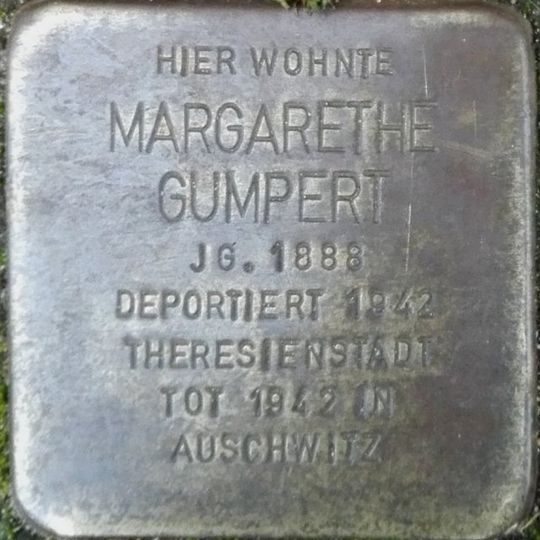 HIER WOHNTE
MARGARETHE
GUMPERT
JG. 1888
DEPORTIERT 1942
THERESIENSTADT
TOT 1942 IN
AUSCHWITZ